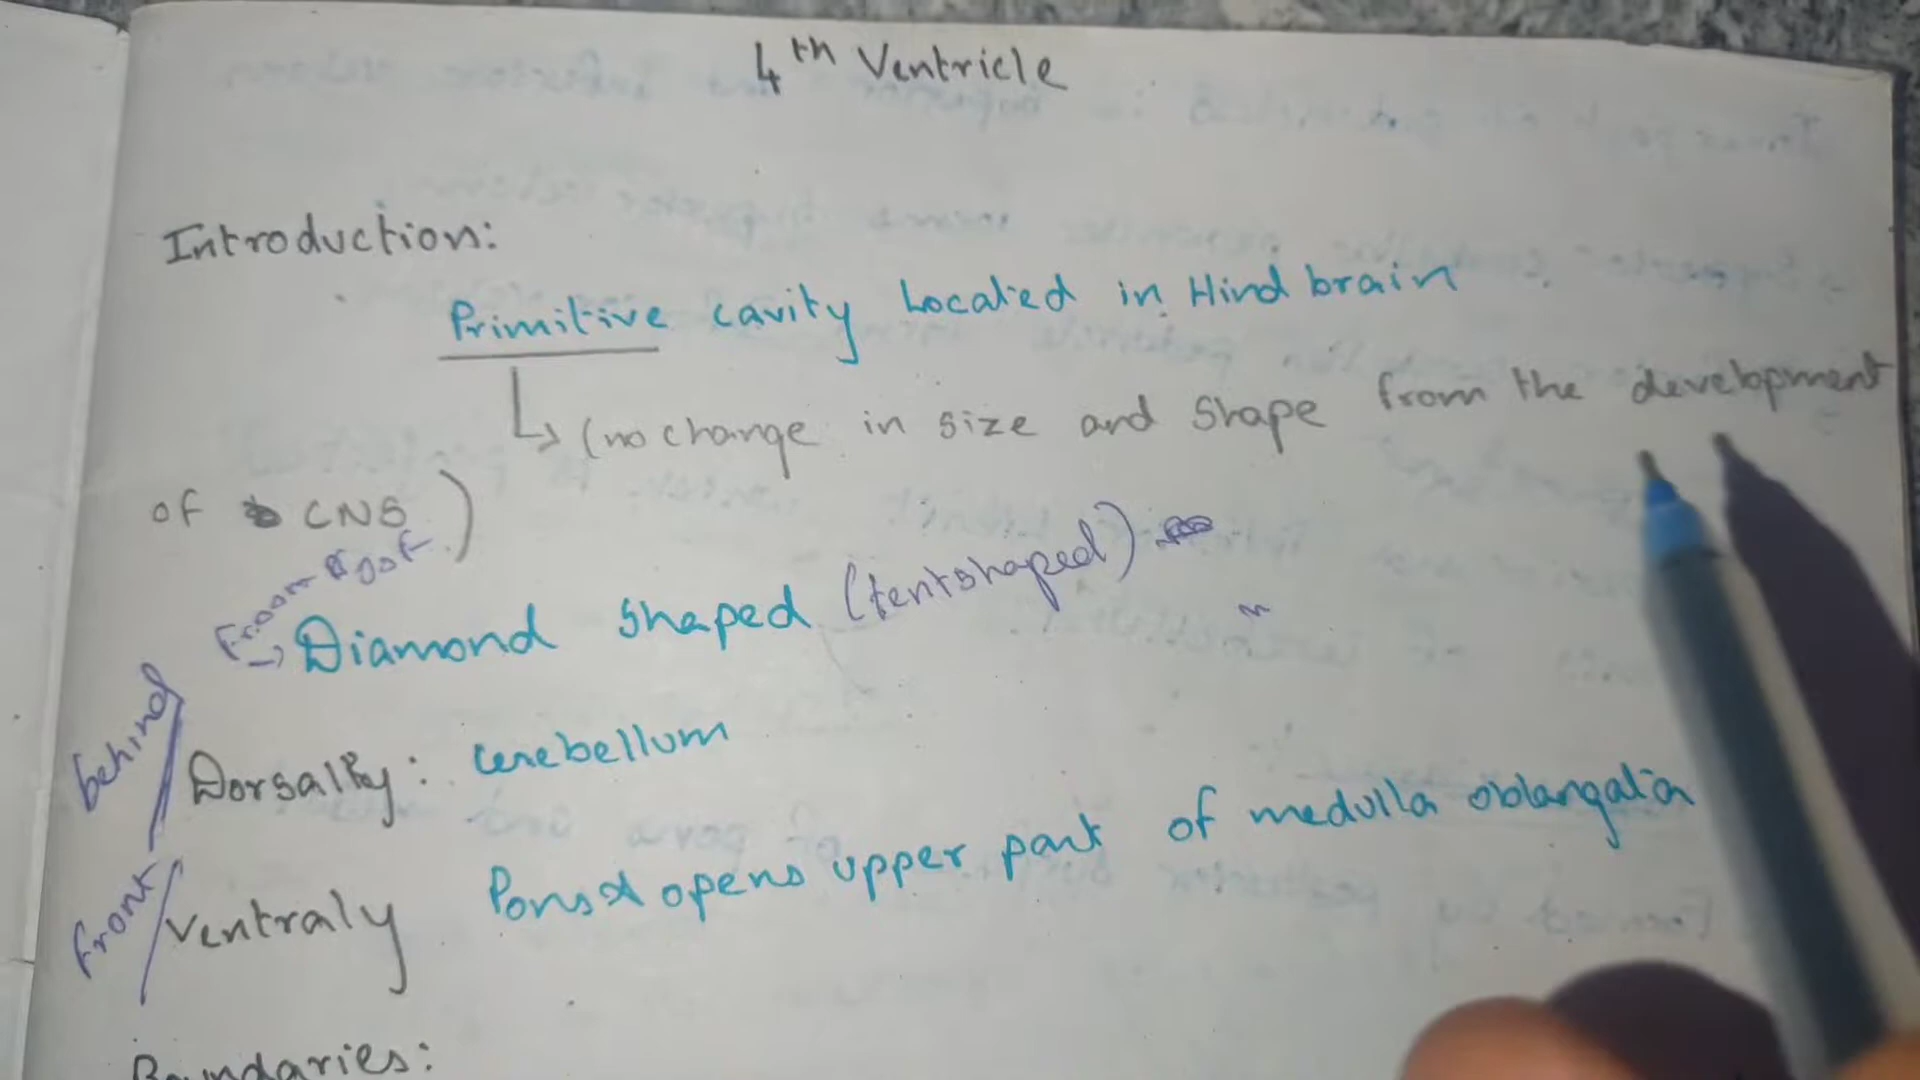 4th Ventricle
Introduction:
Primitive cavity Located in Hind brain
↳ (no change in size and shape from the development
of CNS)
From
→ Diamond shaped (tentshaped)
behind
Dorsally: cerebellum
front
Ventraly Pons & opens upper part of medulla oblangata
Boundaries: